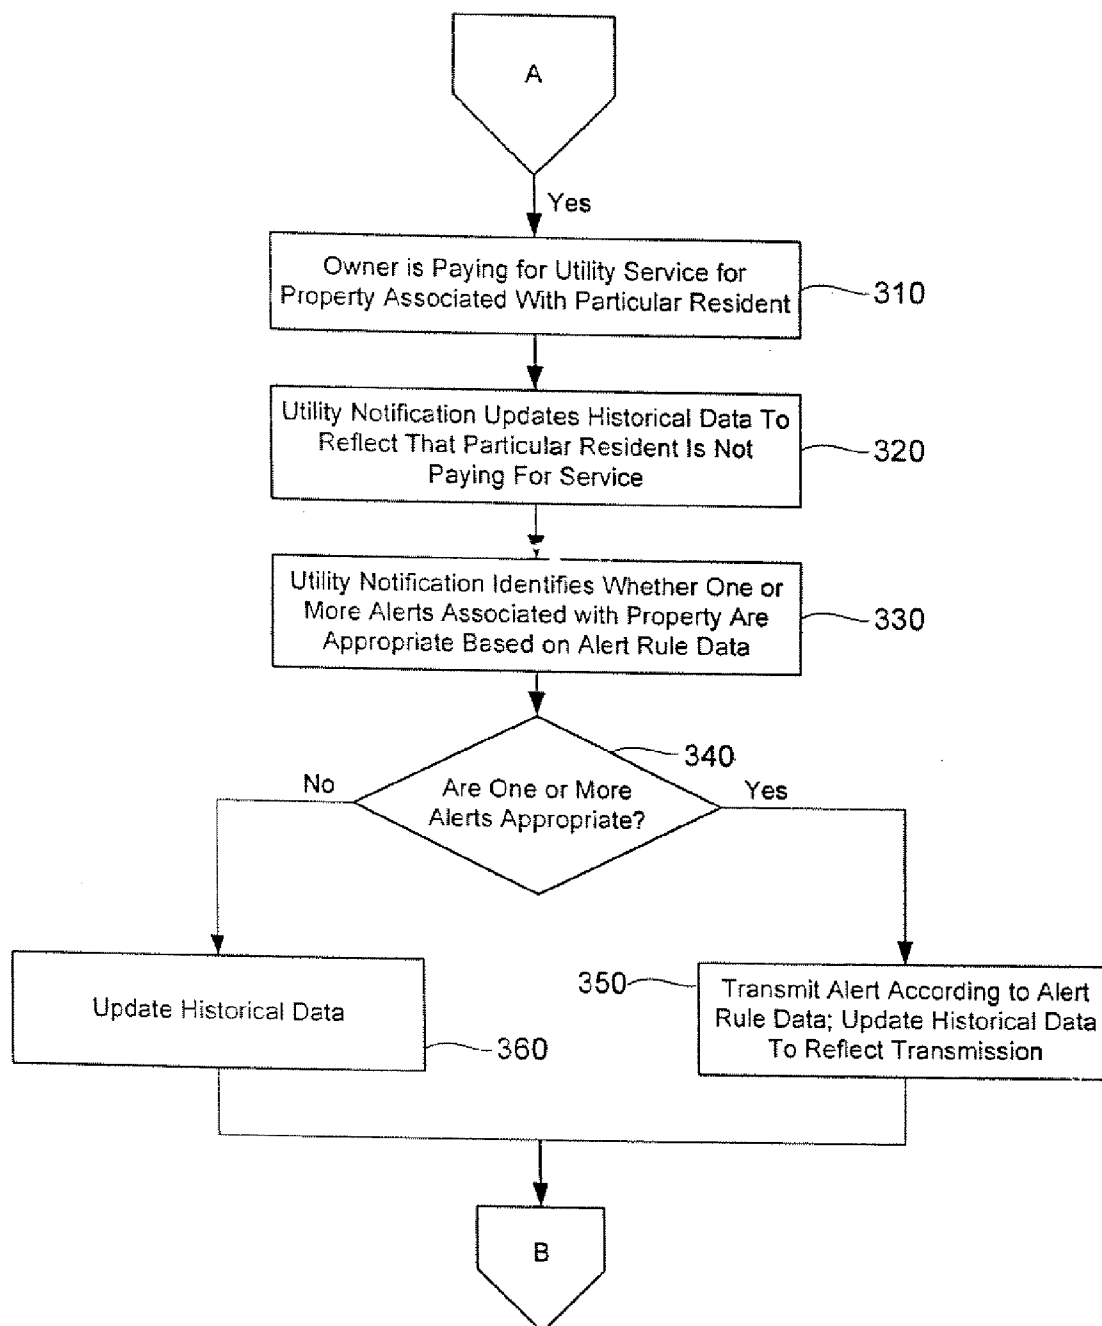 A
Yes
Owner is Paying for Utility Service for
Property Associated With Particular Resident
310
Utility Notification Updates Historical Data To
Reflect That Particular Resident Is Not
Paying For Service
320
Utility Notification Identifies Whether One or
More Alerts Associated with Property Are
Appropriate Based on Alert Rule Data
330
340
No
Are One or More
Alerts Appropriate?
Yes
Update Historical Data
360
350
Transmit Alert According to Alert
Rule Data; Update Historical Data
To Reflect Transmission
B